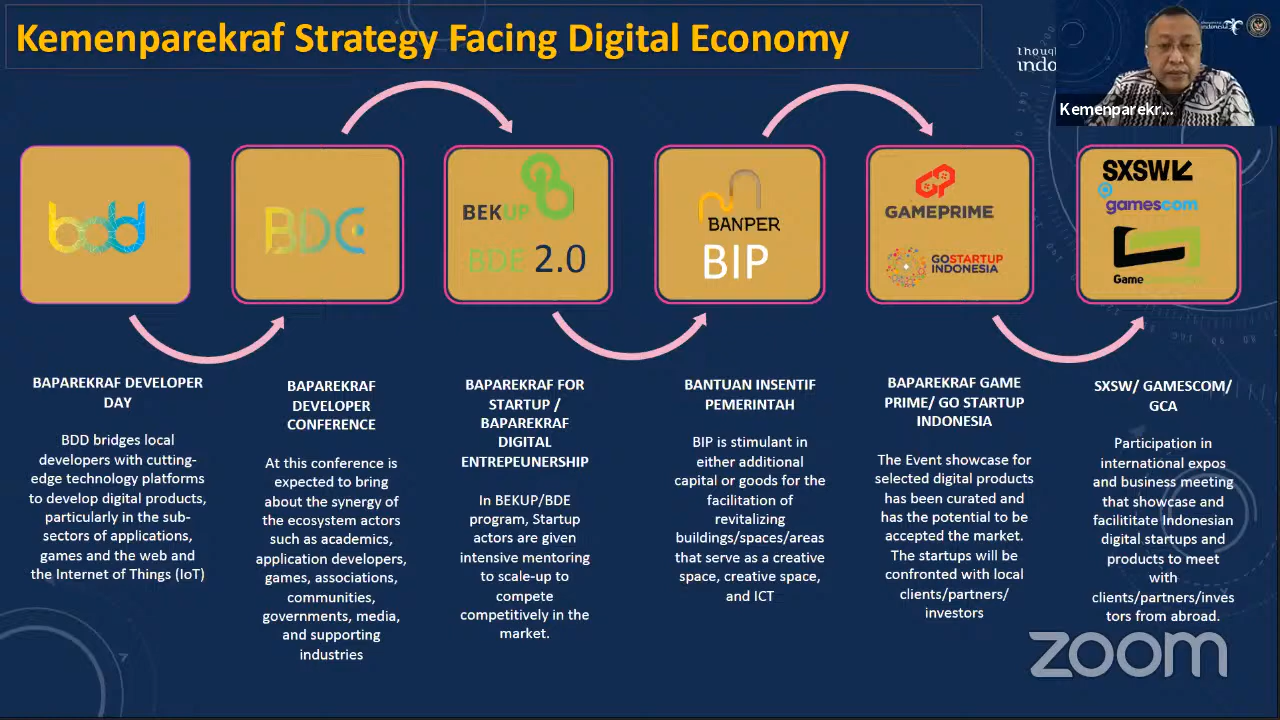 Kemenparekraf Strategy Facing Digital Economy
Though
indo
Kemenparekr...
bdd
BDC
BEKUP
BDE 2.0
BANPER
BIP
GAMEPRIME
GOSTARTUP
INDONESIA
SXSW
gamescom
Game
BAPAREKRAF DEVELOPER
DAY
BDD bridges local
developers with cutting-
edge technology platforms
to develop digital products,
particularly in the sub-
sectors of applications,
games and the web and
the Internet of Things (IoT)
BAPAREKRAF
DEVELOPER
CONFERENCE
At this conference is
expected to bring
about the synergy of
the ecosystem actors
such as academics,
application developers,
games, associations,
communities,
governments, media,
and supporting
industries
BAPAREKRAF FOR
STARTUP /
BAPAREKRAF
DIGITAL
ENTREPEUNERSHIP
In BEKUP/BDE
program, Startup
actors are given
intensive mentoring
to scale-up to
compete
competitively in the
market.
BANTUAN INSENTIF
PEMERINTAH
BIP is stimulant in
either additional
capital or goods for the
facilitation of
revitalizing
buildings/spaces/areas
that serve as a creative
space, creative space,
and ICT
BAPAREKRAF GAME
PRIME/ GO STARTUP
INDONESIA
The Event showcase for
selected digital products
has been curated and
has the potential to be
accepted the market.
The startups will be
confronted with local
clients/partners/
investors
SXSW/ GAMESCOM/
GCA
Participation in
international expos
and business meeting
that showcase and
facilititate Indonesian
digital startups and
products to meet
with
clients/partners/inves
tors from abroad.
zoom